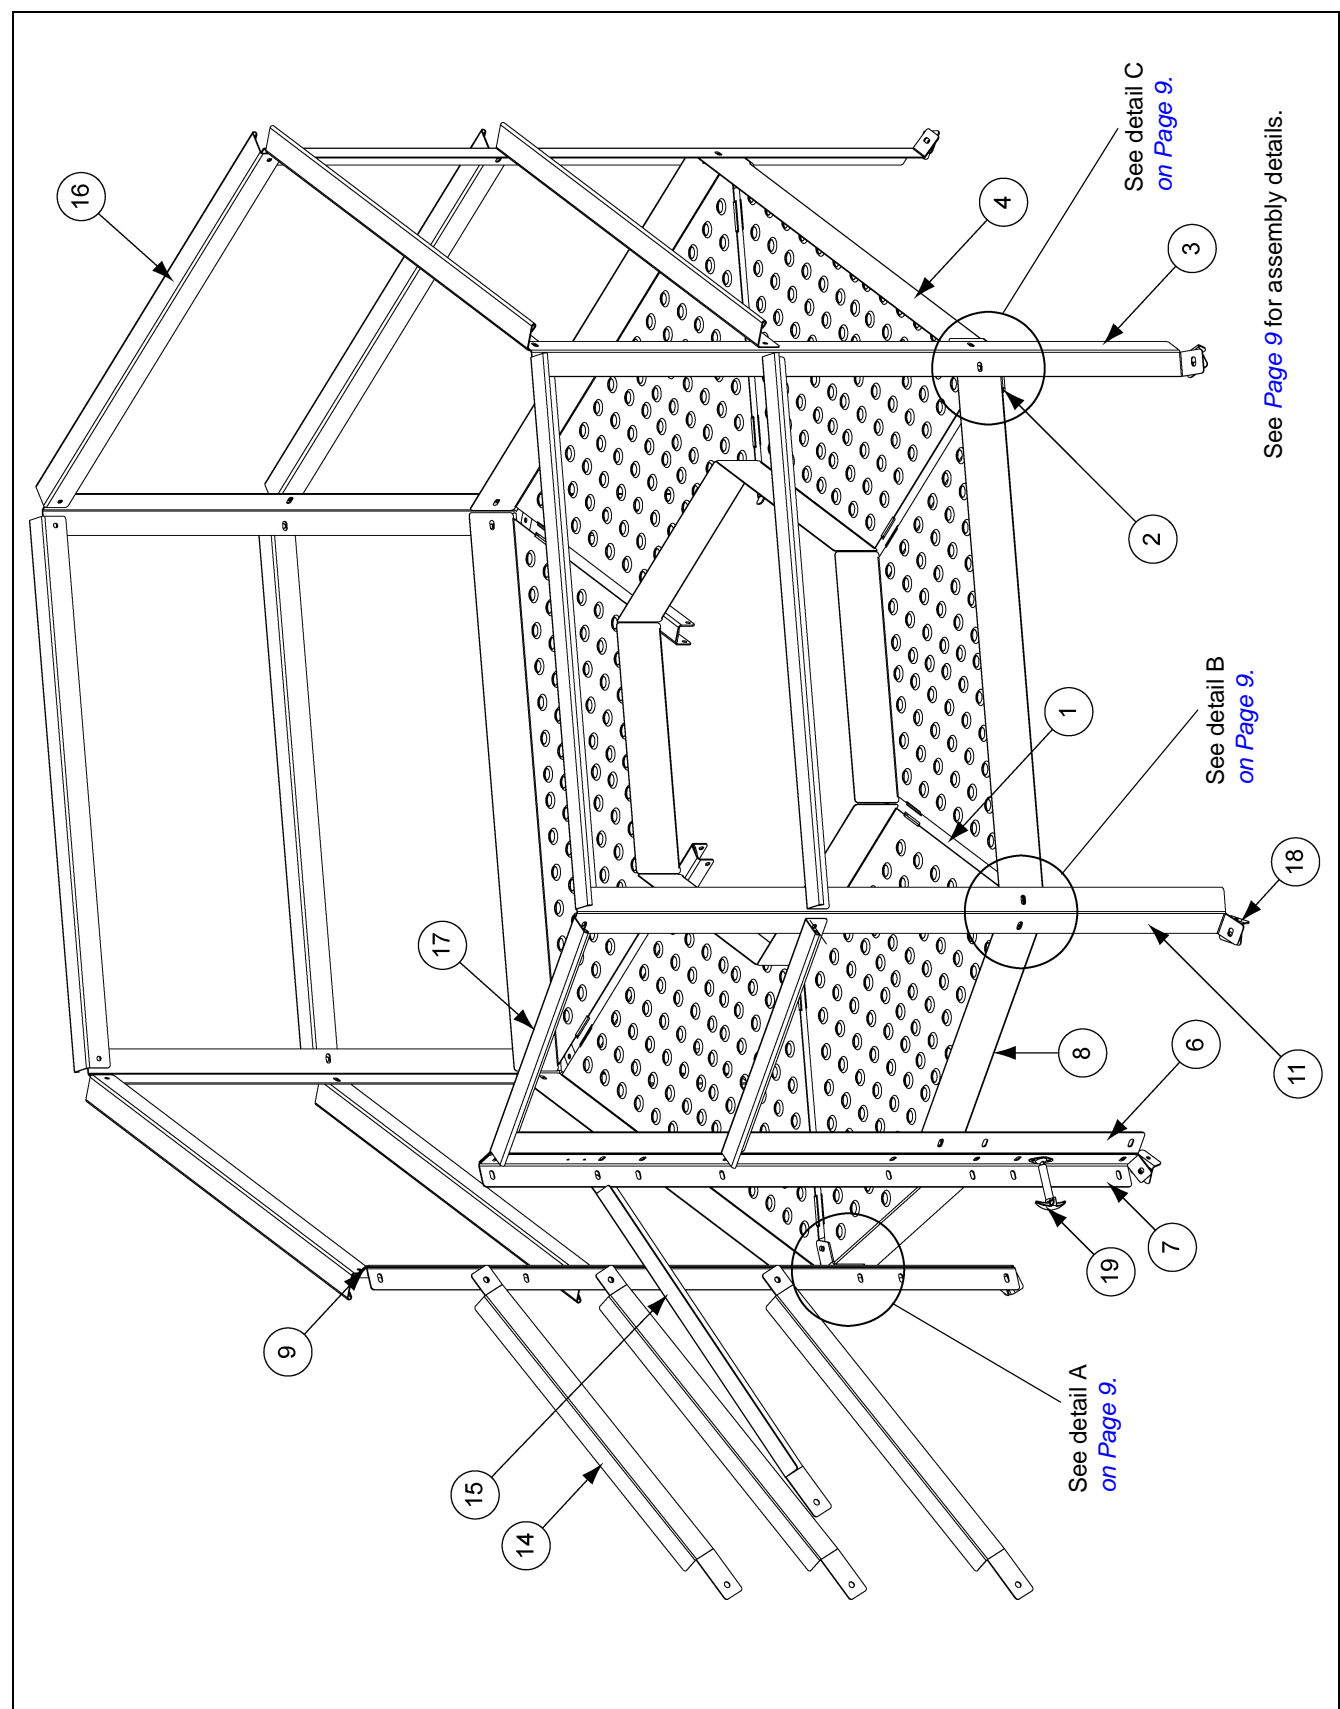 16
See detail C
on Page 9.
4
3
See Page 9 for assembly details.
2
1
See detail B
on Page 9.
18
17
11
8
6
7
19
9
15
14
See detail A
on Page 9.